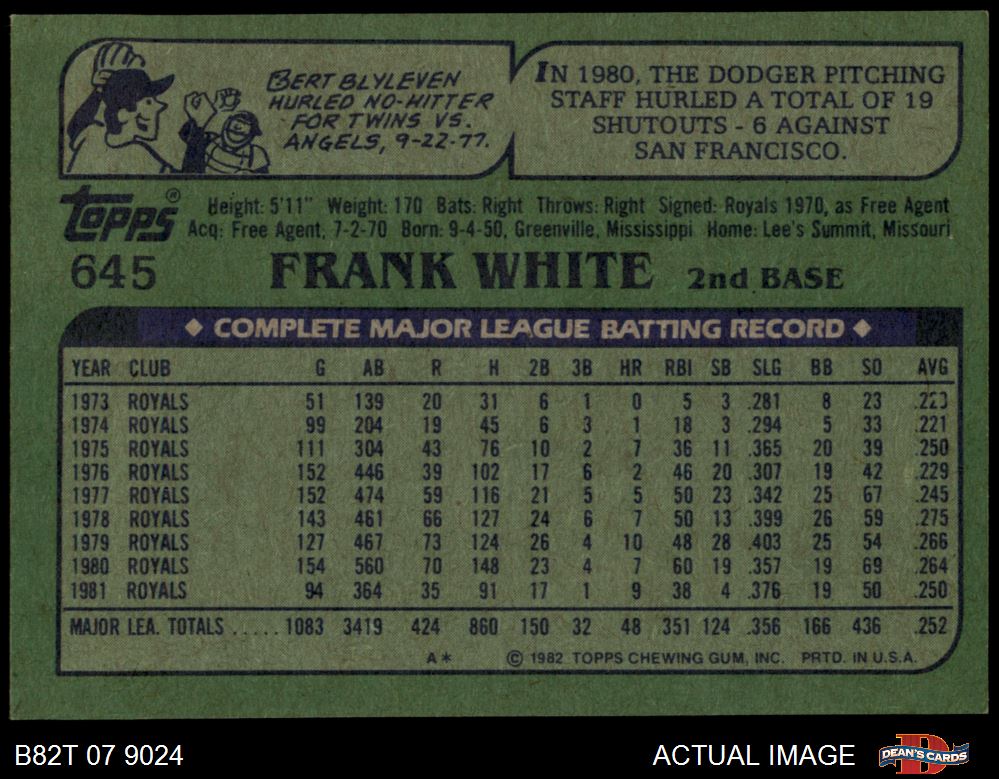 BERT BLYLEVEN
HURLED NO-HITTER
FOR TWINS VS.
ANGELS, 9-22-77.
IN 1980, THE DODGER PITCHING
STAFF HURLED A TOTAL OF 19
SHUTOUTS - 6 AGAINST
SAN FRANCISCO.
Topps® Height: 5'11" Weight: 170 Bats: Right Throws: Right Signed: Royals 1970, as Free Agent
Acq: Free Agent, 7-2-70 Born: 9-4-50, Greenville, Mississippi Home: Lee's Summit, Missouri
645 FRANK WHITE 2nd BASE
◆ COMPLETE MAJOR LEAGUE BATTING RECORD ◆
YEAR CLUB G AB R H 2B 3B HR RBI SB SLG BB SO AVG
1973 ROYALS 51 139 20 31 6 1 0 5 3 .281 8 23 .223
1974 ROYALS 99 204 19 45 6 3 1 18 3 .294 5 33 .221
1975 ROYALS 111 304 43 76 10 2 7 36 11 .365 20 39 .250
1976 ROYALS 152 446 39 102 17 6 2 46 20 .307 19 42 .229
1977 ROYALS 152 474 59 116 21 5 5 50 23 .342 25 67 .245
1978 ROYALS 143 461 66 127 24 6 7 50 13 .399 26 59 .275
1979 ROYALS 127 467 73 124 26 4 10 48 28 .403 25 54 .266
1980 ROYALS 154 560 70 148 23 4 7 60 19 .357 19 69 .264
1981 ROYALS 94 364 35 91 17 1 9 38 4 .376 19 50 .250
MAJOR LEA. TOTALS ..... 1083 3419 424 860 150 32 48 351 124 .356 166 436 .252
A* © 1982 TOPPS CHEWING GUM, INC. PRTD. IN U.S.A.
B82T 07 9024 ACTUAL IMAGE DEAN'S CARDS